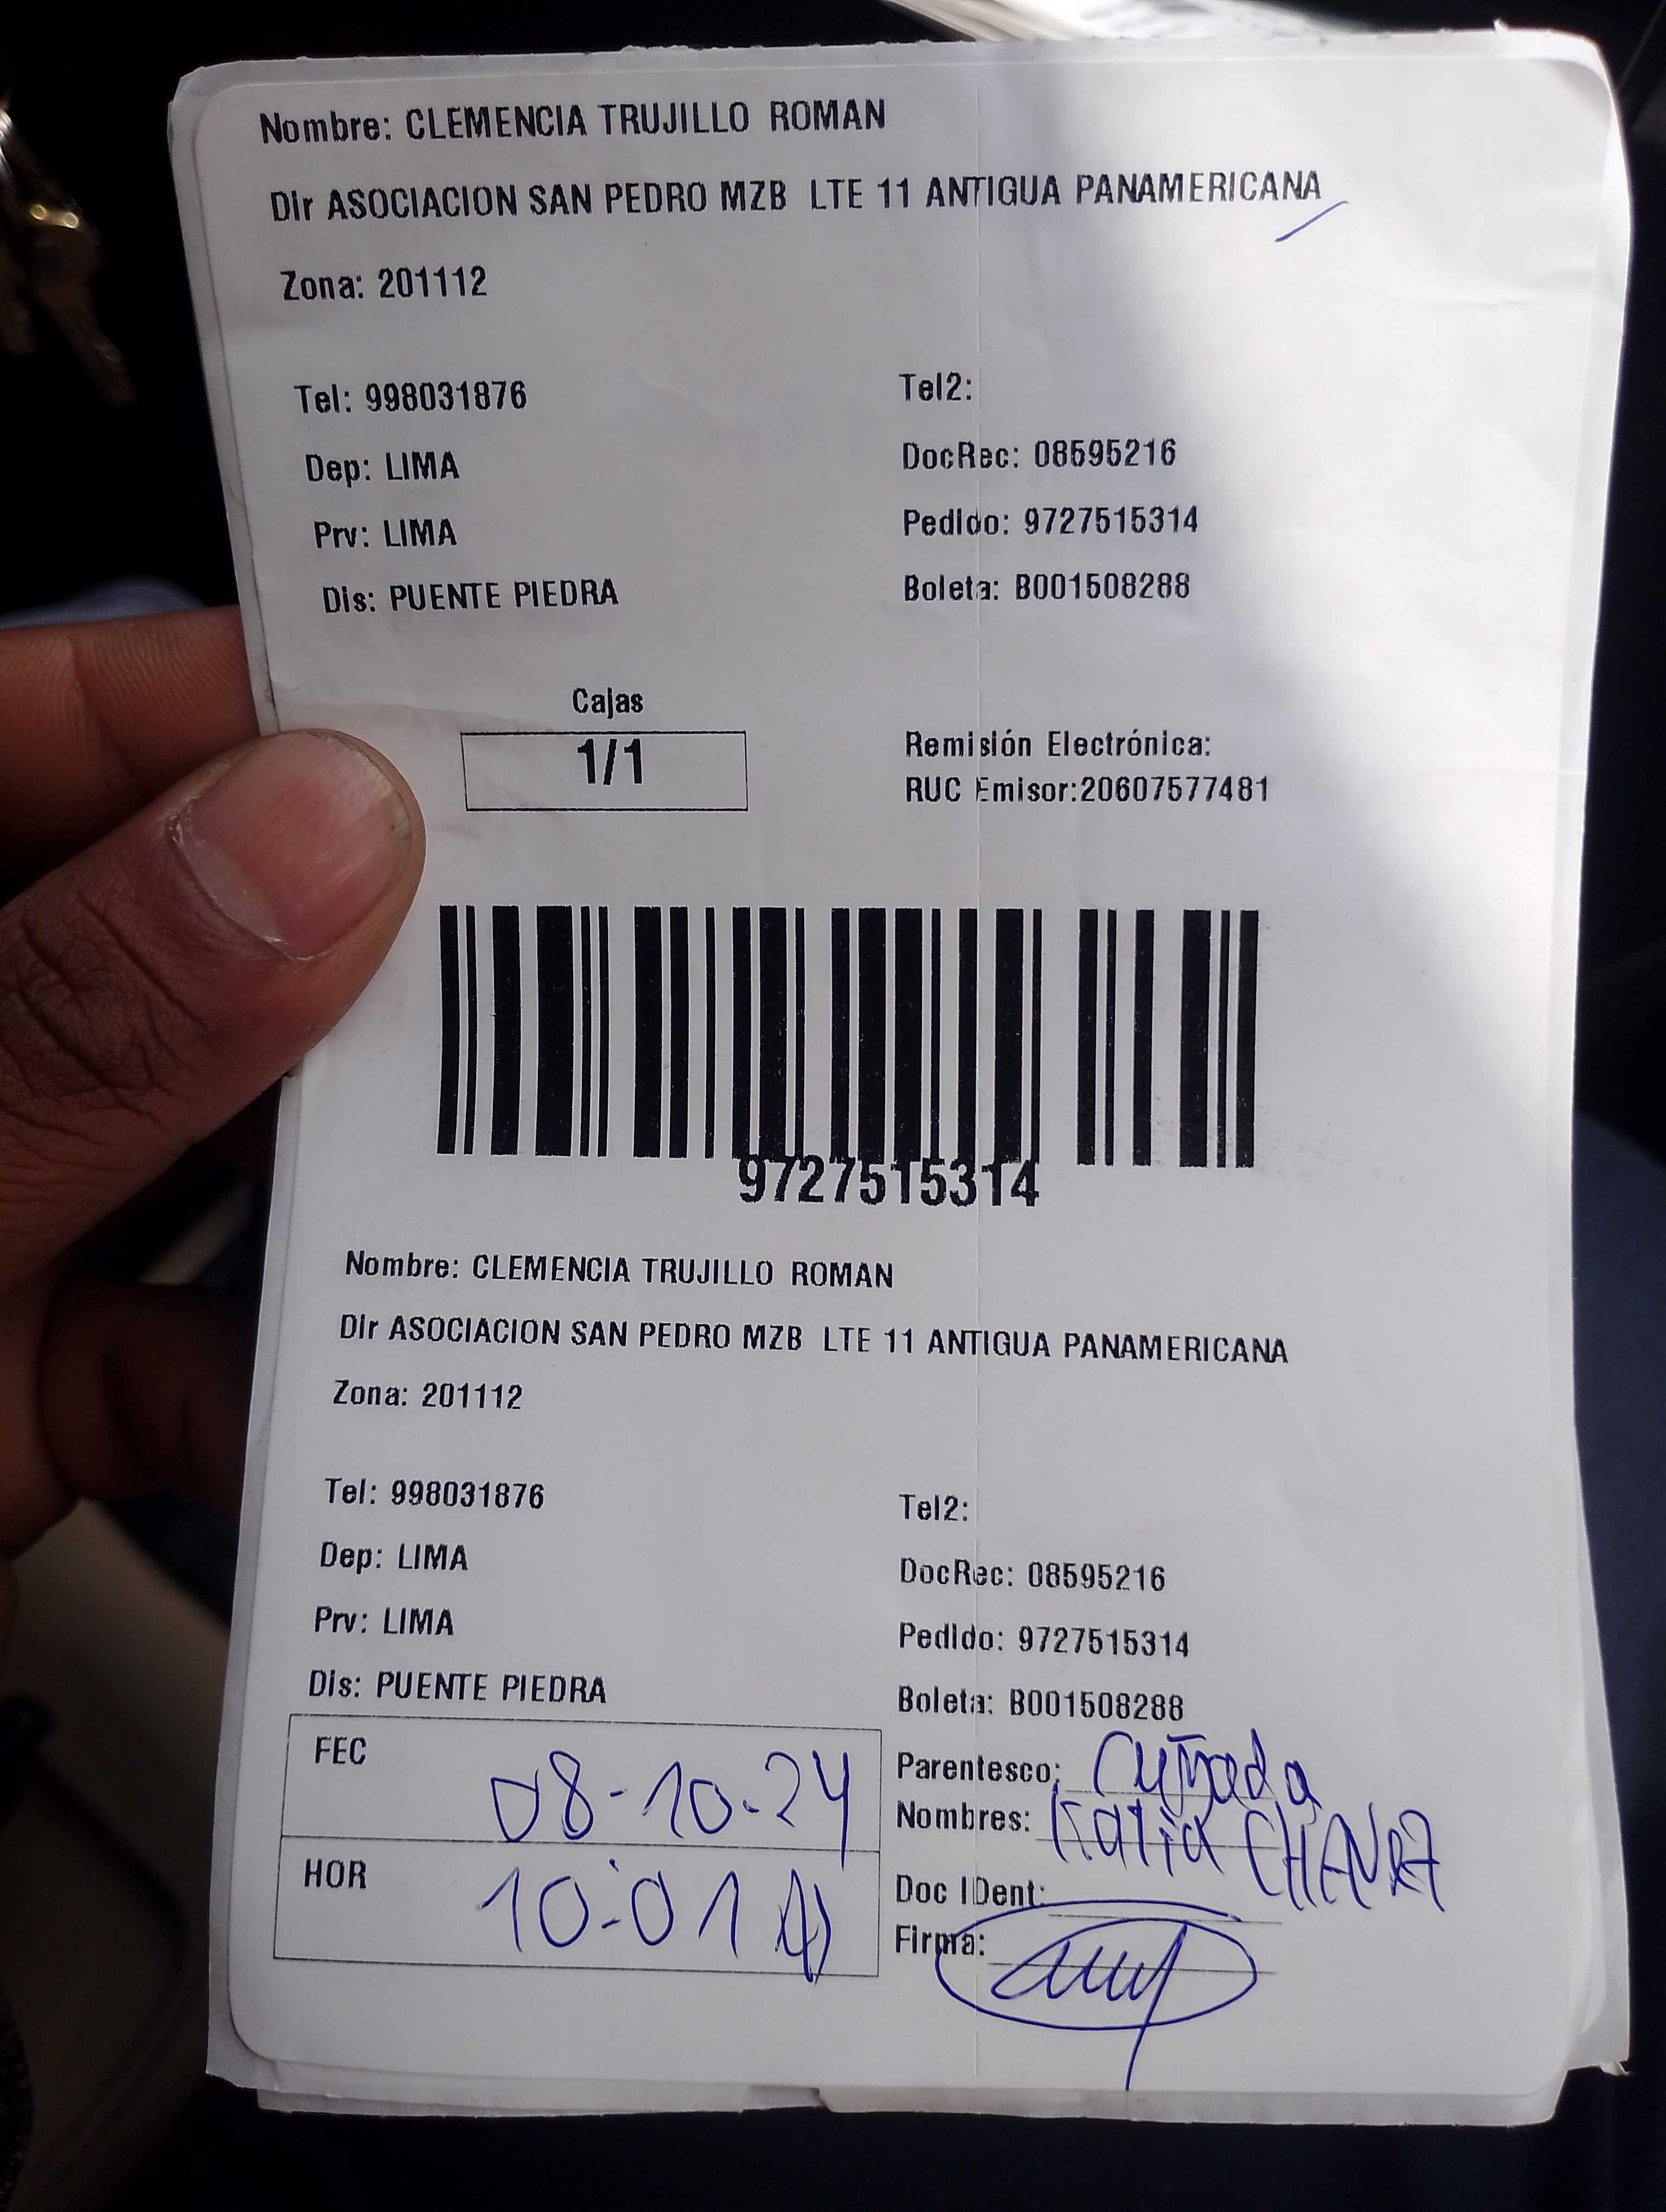 Nombre: CLEMENCIA TRUJILLO ROMAN
Dir ASOCIACION SAN PEDRO MZB LTE 11 ANTIGUA PANAMERICANA
Zona: 201112
Tel: 998031876 Tel2:
Dep: LIMA DocRec: 08595216
Prv: LIMA Pedido: 9727515314
Dis: PUENTE PIEDRA Boleta: B001508288
Cajas
1/1
Remisión Electrónica:
RUC Emisor:20607577481
9727515314
Nombre: CLEMENCIA TRUJILLO ROMAN
Dir ASOCIACION SAN PEDRO MZB LTE 11 ANTIGUA PANAMERICANA
Zona: 201112
Tel: 998031876 Tel2:
Dep: LIMA DocRec: 08595216
Prv: LIMA Pedido: 9727515314
Dis: PUENTE PIEDRA Boleta: B001508288
FEC 08-10-24 Parentesco: Cuñada
Nombres: Katia
HOR 10:01 Doc IDent:
Firma: